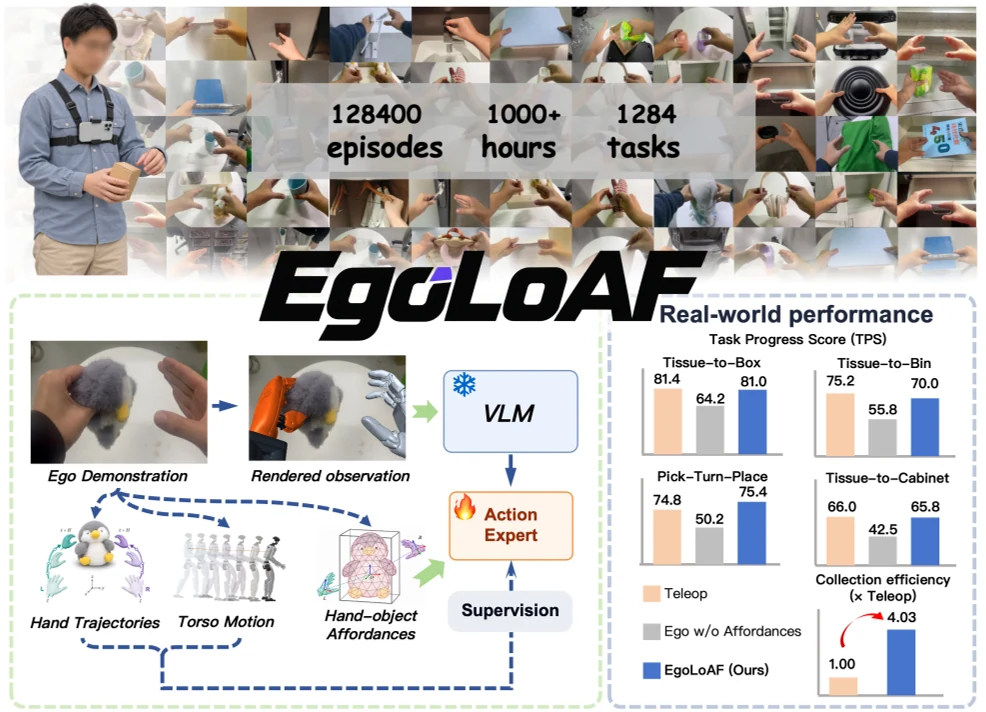 128400
episodes
1000+
hours
1284
tasks
EgoLoAF
Ego Demonstration
Rendered observation
VLM
Action
Expert
Hand Trajectories
Torso Motion
Hand-object
Affordances
Supervision
Real-world performance
Task Progress Score (TPS)
Tissue-to-Box
81.4
64.2
81.0
Tissue-to-Bin
75.2
55.8
70.0
Pick-Turn-Place
74.8
50.2
75.4
Tissue-to-Cabinet
66.0
42.5
65.8
Teleop
Ego w/o Affordances
EgoLoAF (Ours)
Collection efficiency
(× Teleop)
1.00
4.03